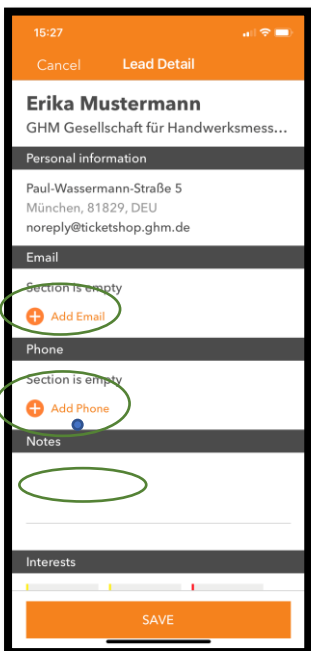 15:27
Cancel Lead Detail
Erika Mustermann
GHM Gesellschaft für Handwerksmess...
Personal information
Paul-Wassermann-Straße 5
München, 81829, DEU
noreply@ticketshop.ghm.de
Email
Section is empty
Add Email
Phone
Section is empty
Add Phone
Notes
Interests
SAVE